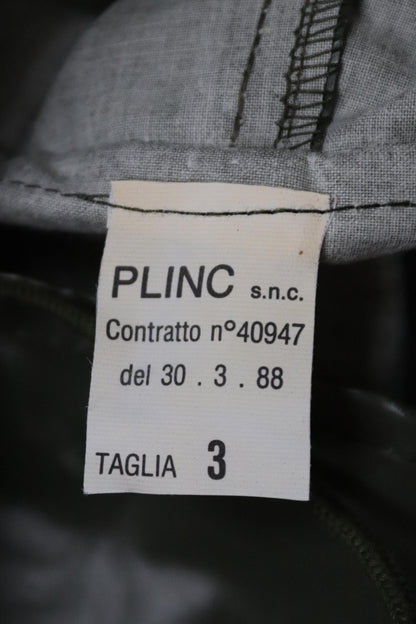 PLINC s.n.c.
Contratto n°40947
del 30 . 3 . 88
TAGLIA 3